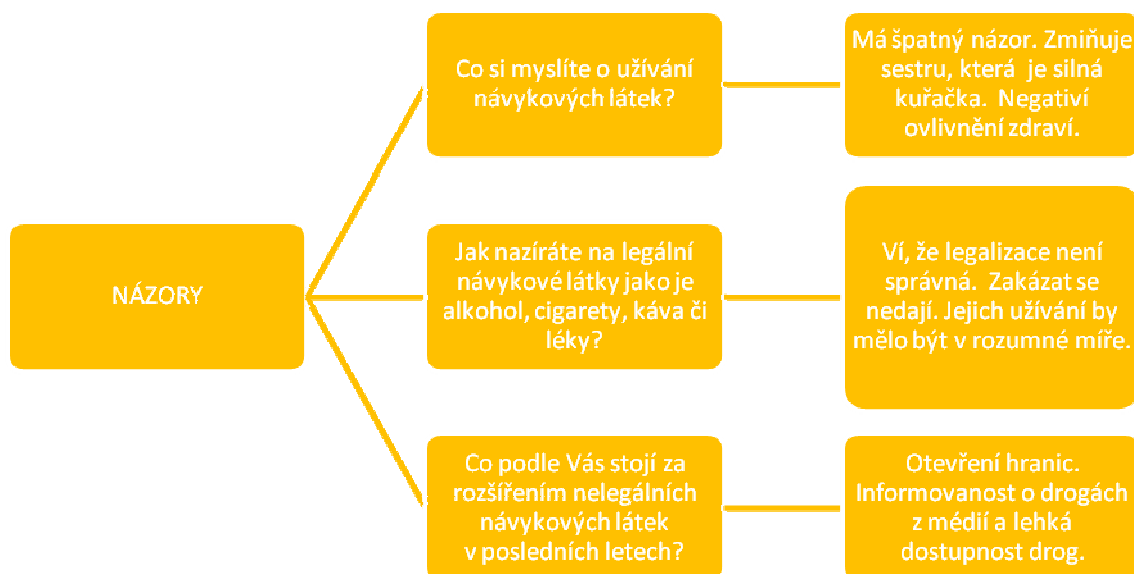 NÁZORY
Co si myslíte o užívání
návykových látek?
Má špatný názor. Zmiňuje
sestru, která je silná
kuřačka. Negativí
ovlivnění zdraví.
Jak nazíráte na legální
návykové látky jako je
alkohol, cigarety, káva či
léky?
Ví, že legalizace není
správná. Zakázat se
nedají. Jejich užívání by
mělo být v rozumné míře.
Co podle Vás stojí za
rozšířením nelegálních
návykových látek
v posledních letech?
Otevření hranic.
Informovanost o drogách
z médií a lehká
dostupnost drog.